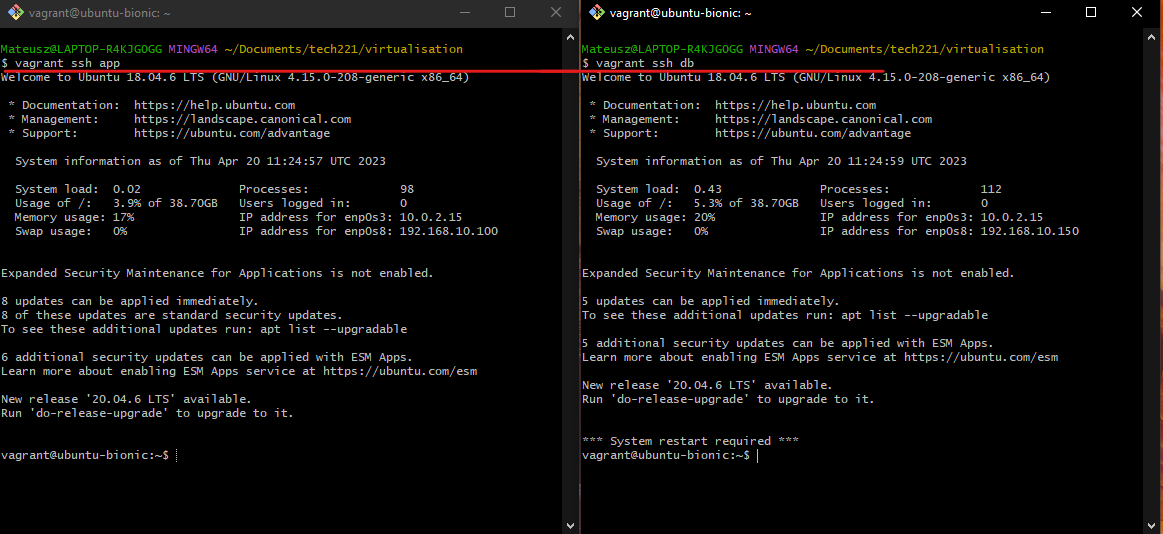 vagrant@ubuntu-bionic: ~
Mateusz@LAPTOP-R4KJGOGG MINGW64 ~/Documents/tech221/virtualisation
$ vagrant ssh app
Welcome to Ubuntu 18.04.6 LTS (GNU/Linux 4.15.0-208-generic x86_64)
* Documentation:  https://help.ubuntu.com
* Management:     https://landscape.canonical.com
* Support:        https://ubuntu.com/advantage
System information as of Thu Apr 20 11:24:57 UTC 2023
System load:  0.02              Processes:             98
Usage of /:   3.9% of 38.70GB   Users logged in:       0
Memory usage: 17%               IP address for enp0s3: 10.0.2.15
Swap usage:   0%                IP address for enp0s8: 192.168.10.100
Expanded Security Maintenance for Applications is not enabled.
8 updates can be applied immediately.
8 of these updates are standard security updates.
To see these additional updates run: apt list --upgradable
6 additional security updates can be applied with ESM Apps.
Learn more about enabling ESM Apps service at https://ubuntu.com/esm
New release '20.04.6 LTS' available.
Run 'do-release-upgrade' to upgrade to it.
vagrant@ubuntu-bionic:~$
vagrant@ubuntu-bionic: ~
Mateusz@LAPTOP-R4KJGOGG MINGW64 ~/Documents/tech221/virtualisation
$ vagrant ssh db
Welcome to Ubuntu 18.04.6 LTS (GNU/Linux 4.15.0-208-generic x86_64)
* Documentation:  https://help.ubuntu.com
* Management:     https://landscape.canonical.com
* Support:        https://ubuntu.com/advantage
System information as of Thu Apr 20 11:24:59 UTC 2023
System load:  0.43              Processes:             112
Usage of /:   5.3% of 38.70GB   Users logged in:       0
Memory usage: 20%               IP address for enp0s3: 10.0.2.15
Swap usage:   0%                IP address for enp0s8: 192.168.10.150
Expanded Security Maintenance for Applications is not enabled.
5 updates can be applied immediately.
To see these additional updates run: apt list --upgradable
5 additional security updates can be applied with ESM Apps.
Learn more about enabling ESM Apps service at https://ubuntu.com/esm
New release '20.04.6 LTS' available.
Run 'do-release-upgrade' to upgrade to it.
*** System restart required ***
vagrant@ubuntu-bionic:~$